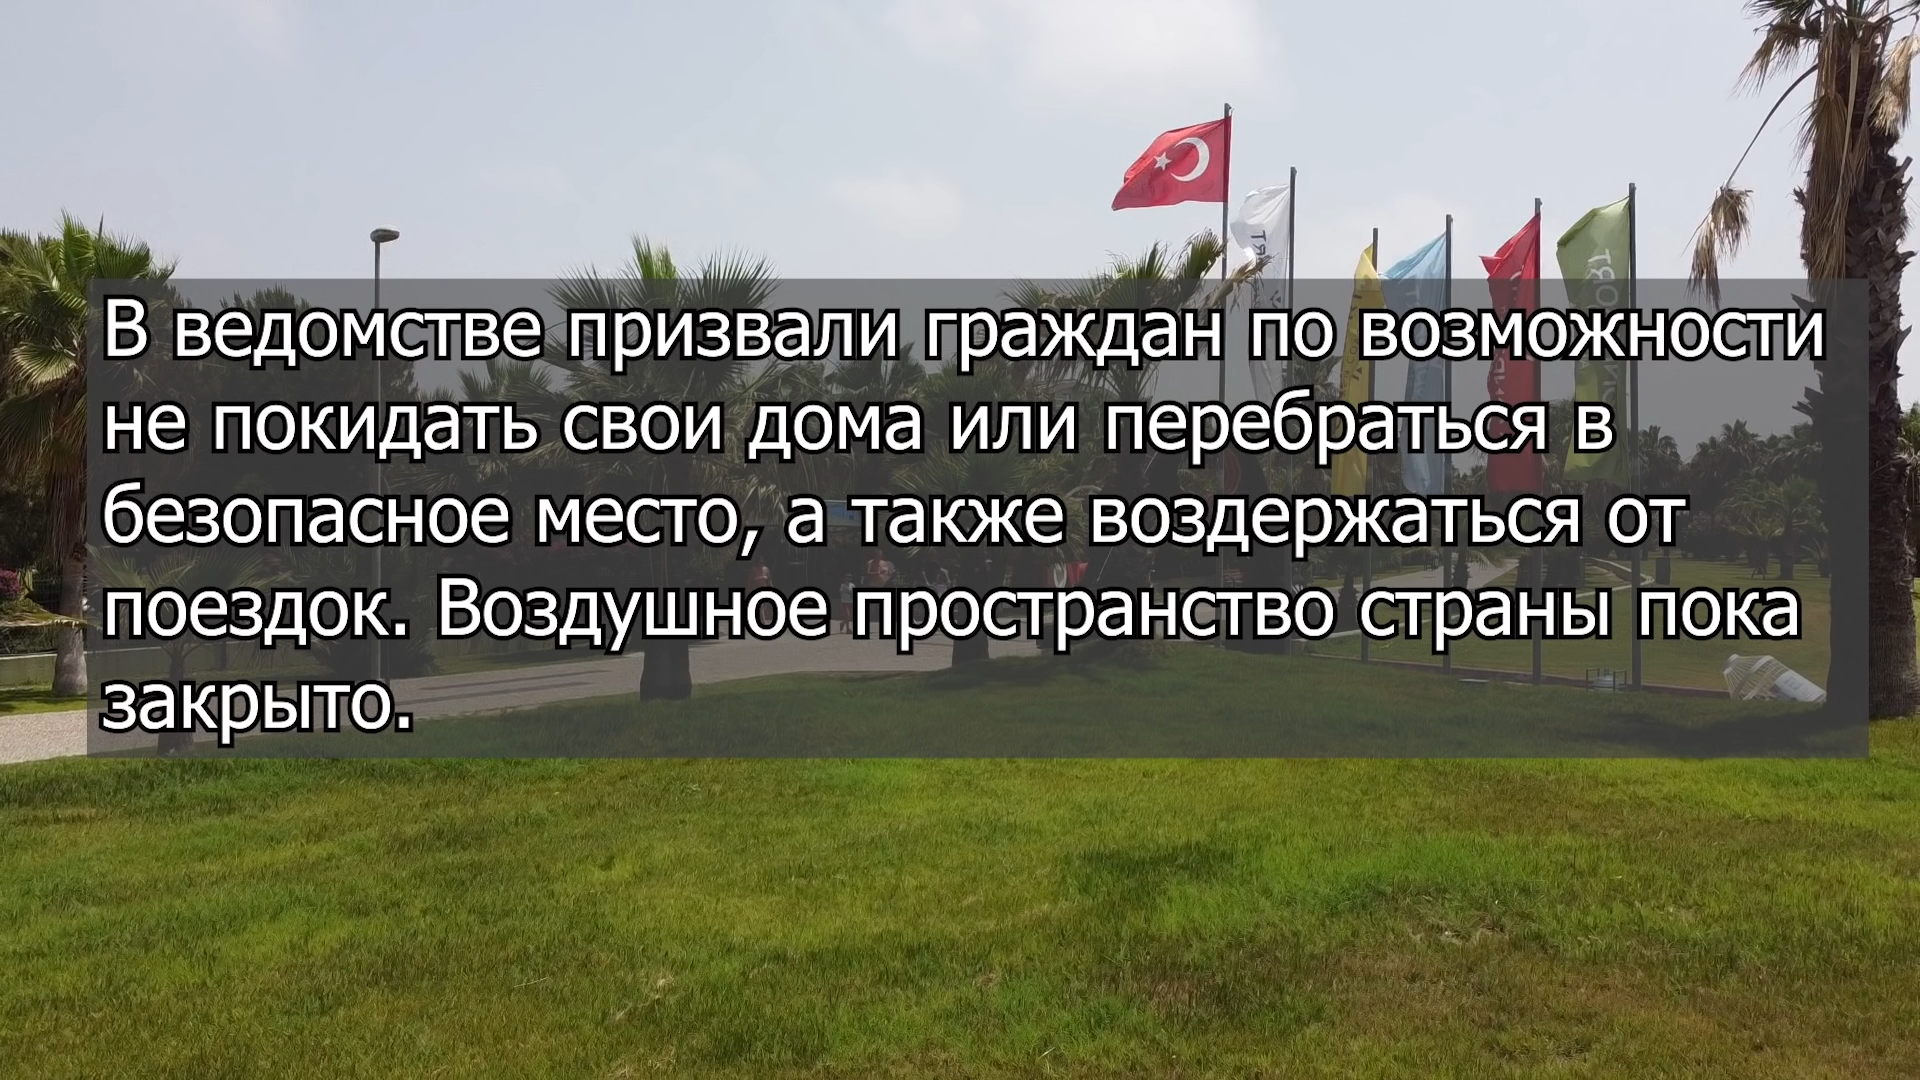 В ведомстве призвали граждан по возможности
не покидать свои дома или перебраться в
безопасное место, а также воздержаться от
поездок. Воздушное пространство страны пока
закрыто.